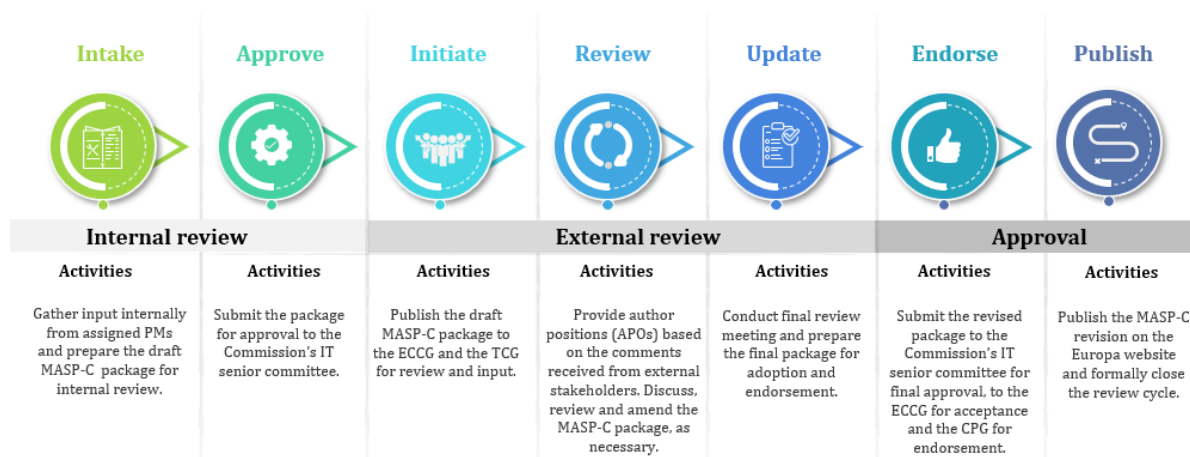 Intake
Approve
Initiate
Review
Update
Endorse
Publish
Internal review
External review
Approval
Activities
Gather input internally
from assigned PMs
and prepare the draft
MASP-C package for
internal review.
Activities
Submit the package
for approval to the
Commission's IT
senior committee.
Activities
Publish the draft
MASP-C package to
the ECCG and the TCG
for review and input.
Activities
Provide author
positions (APOs) based
on the comments
received from external
stakeholders. Discuss,
review and amend the
MASP-C package, as
necessary.
Activities
Conduct final review
meeting and prepare
the final package for
adoption and
endorsement.
Activities
Submit the revised
package to the
Commission's IT
senior committee for
final approval, to the
ECCG for acceptance
and the CPG for
endorsement.
Activities
Publish the MASP-C
revision on the
Europa website
and formally close
the review cycle.